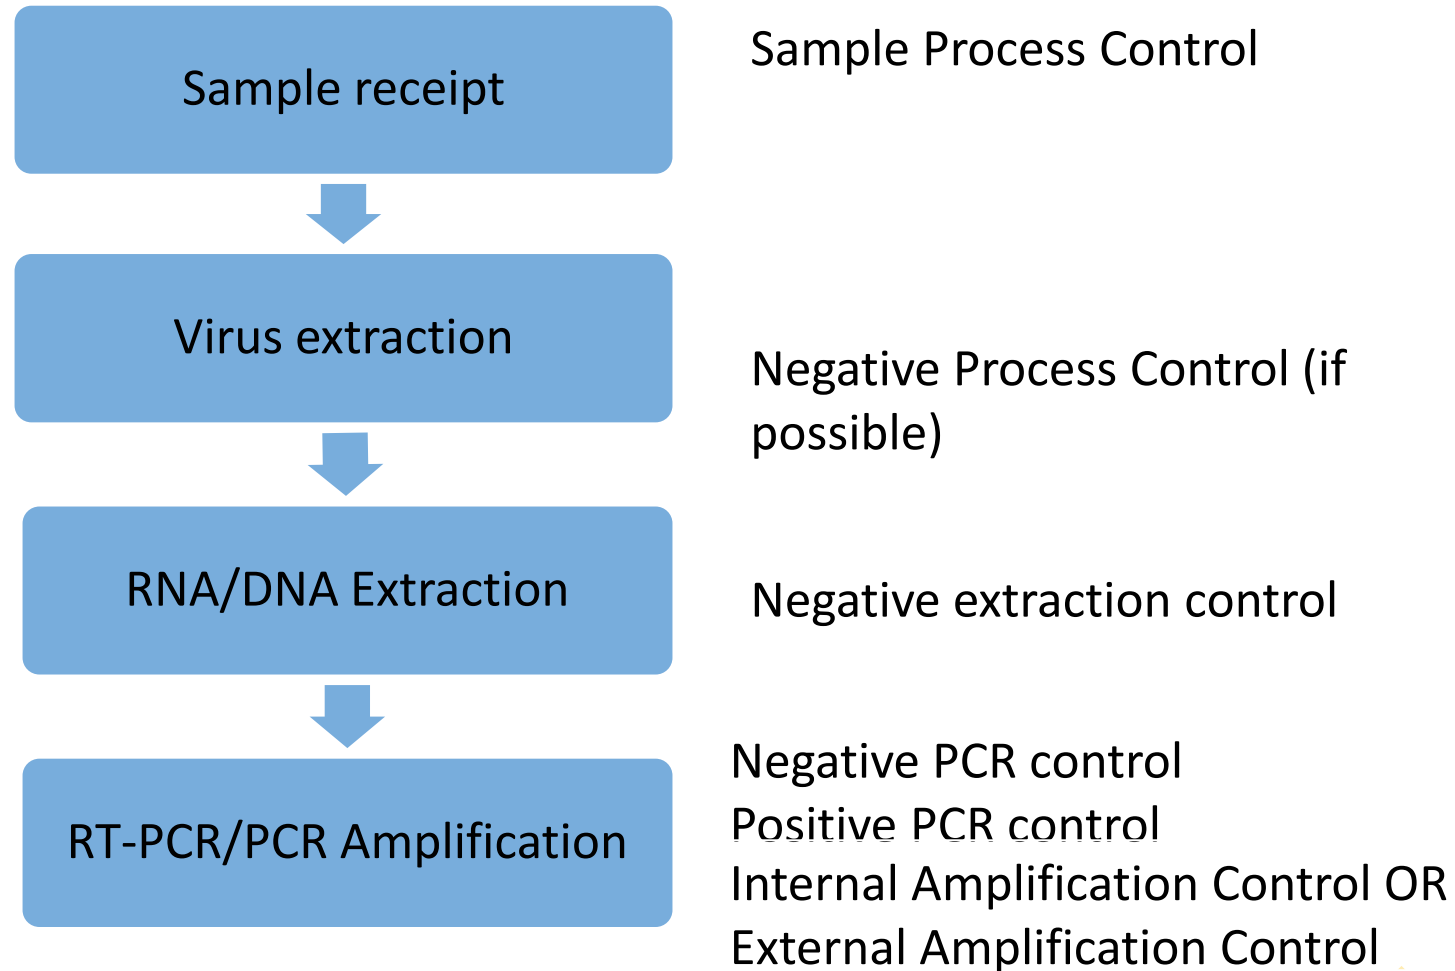 Sample receipt
Sample Process Control
Virus extraction
Negative Process Control (if
possible)
RNA/DNA Extraction
Negative extraction control
RT-PCR/PCR Amplification
Negative PCR control
Positive PCR control
Internal Amplification Control OR
External Amplification Control